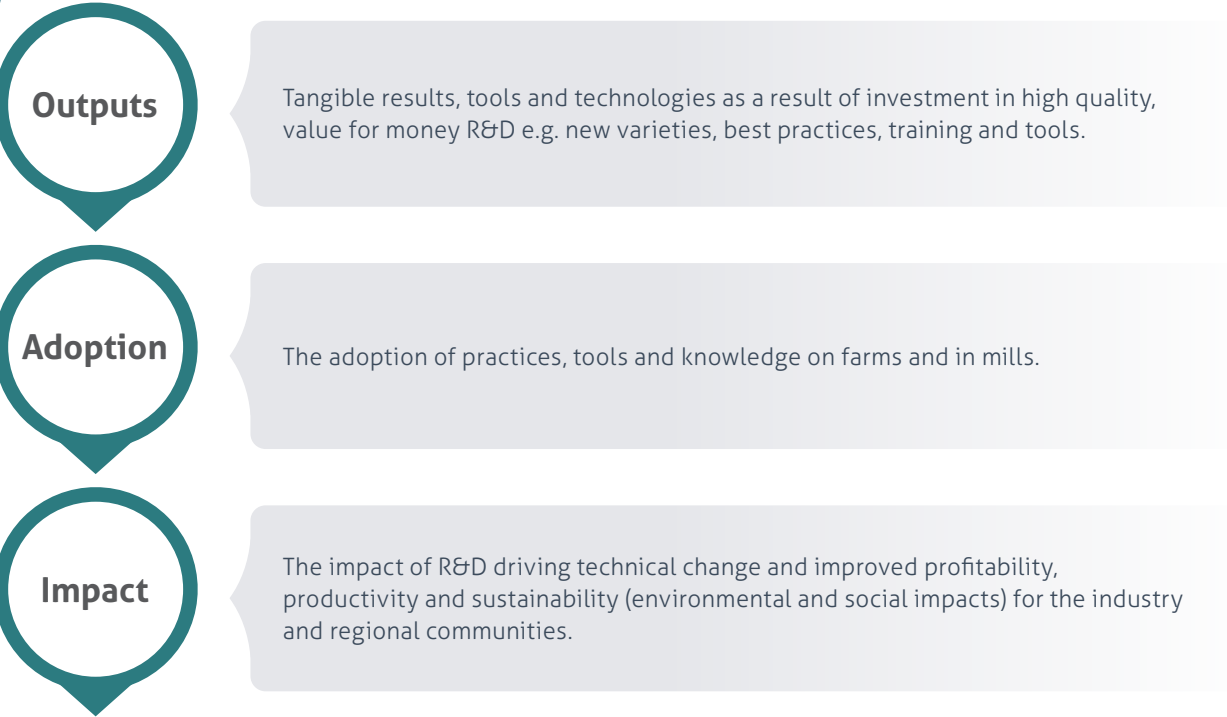 Outputs
Tangible results, tools and technologies as a result of investment in high quality,
value for money R&D e.g. new varieties, best practices, training and tools.
Adoption
The adoption of practices, tools and knowledge on farms and in mills.
Impact
The impact of R&D driving technical change and improved profitability,
productivity and sustainability (environmental and social impacts) for the industry
and regional communities.